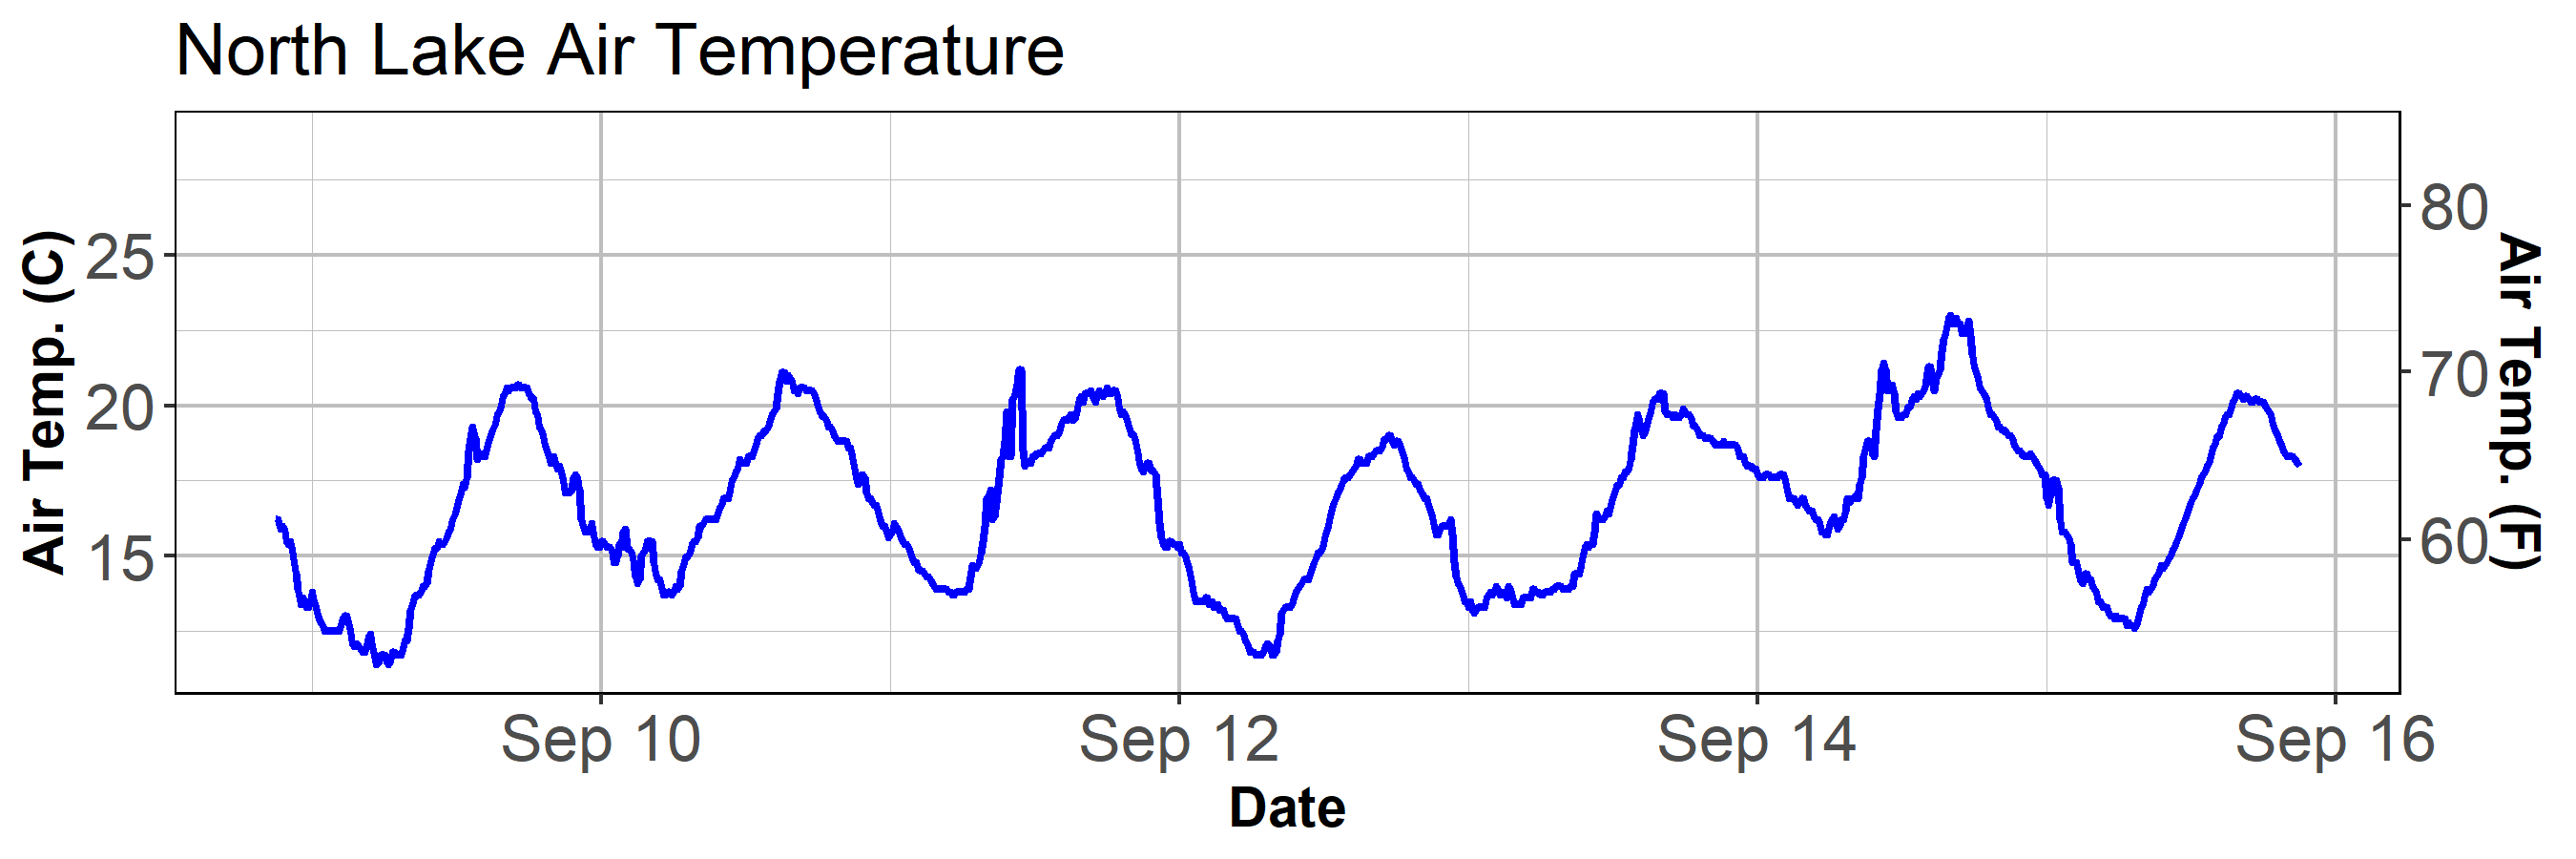 North Lake Air Temperature
Air Temp. (C)
25
20
15
80
70
60
Air Temp. (F)
Sep 10
Sep 12
Sep 14
Sep 16
Date